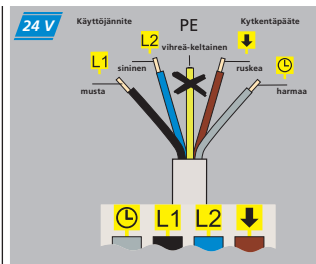 24 V
Käyttöjännite
PE
Kytkentäpääte
L1
L2
vihreä-keltainen
sininen
ruskea
musta
harmaa
L1
L2